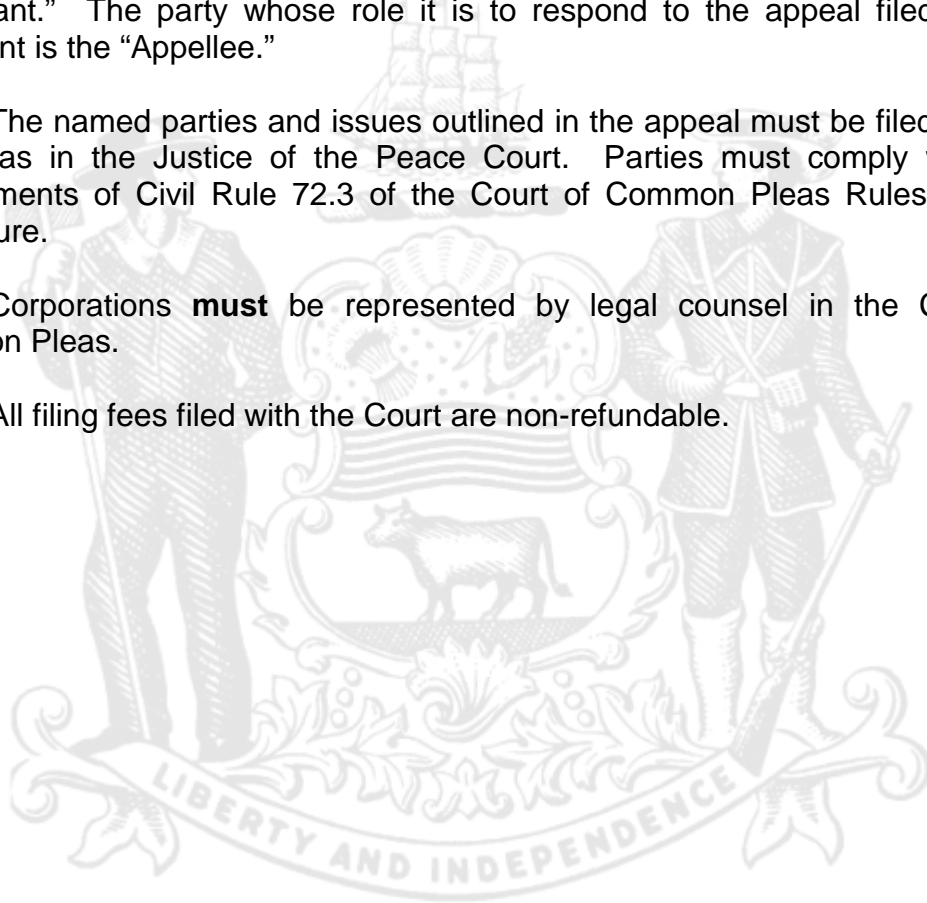 ant.” The party whose role it is to respond to the appeal filed
nt is the “Appellee.”
The named parties and issues outlined in the appeal must be filed
as in the Justice of the Peace Court. Parties must comply w
ments of Civil Rule 72.3 of the Court of Common Pleas Rules
ure.
Corporations must be represented by legal counsel in the C
on Pleas.
All filing fees filed with the Court are non-refundable.
LIBERTY AND INDEPENDENCE